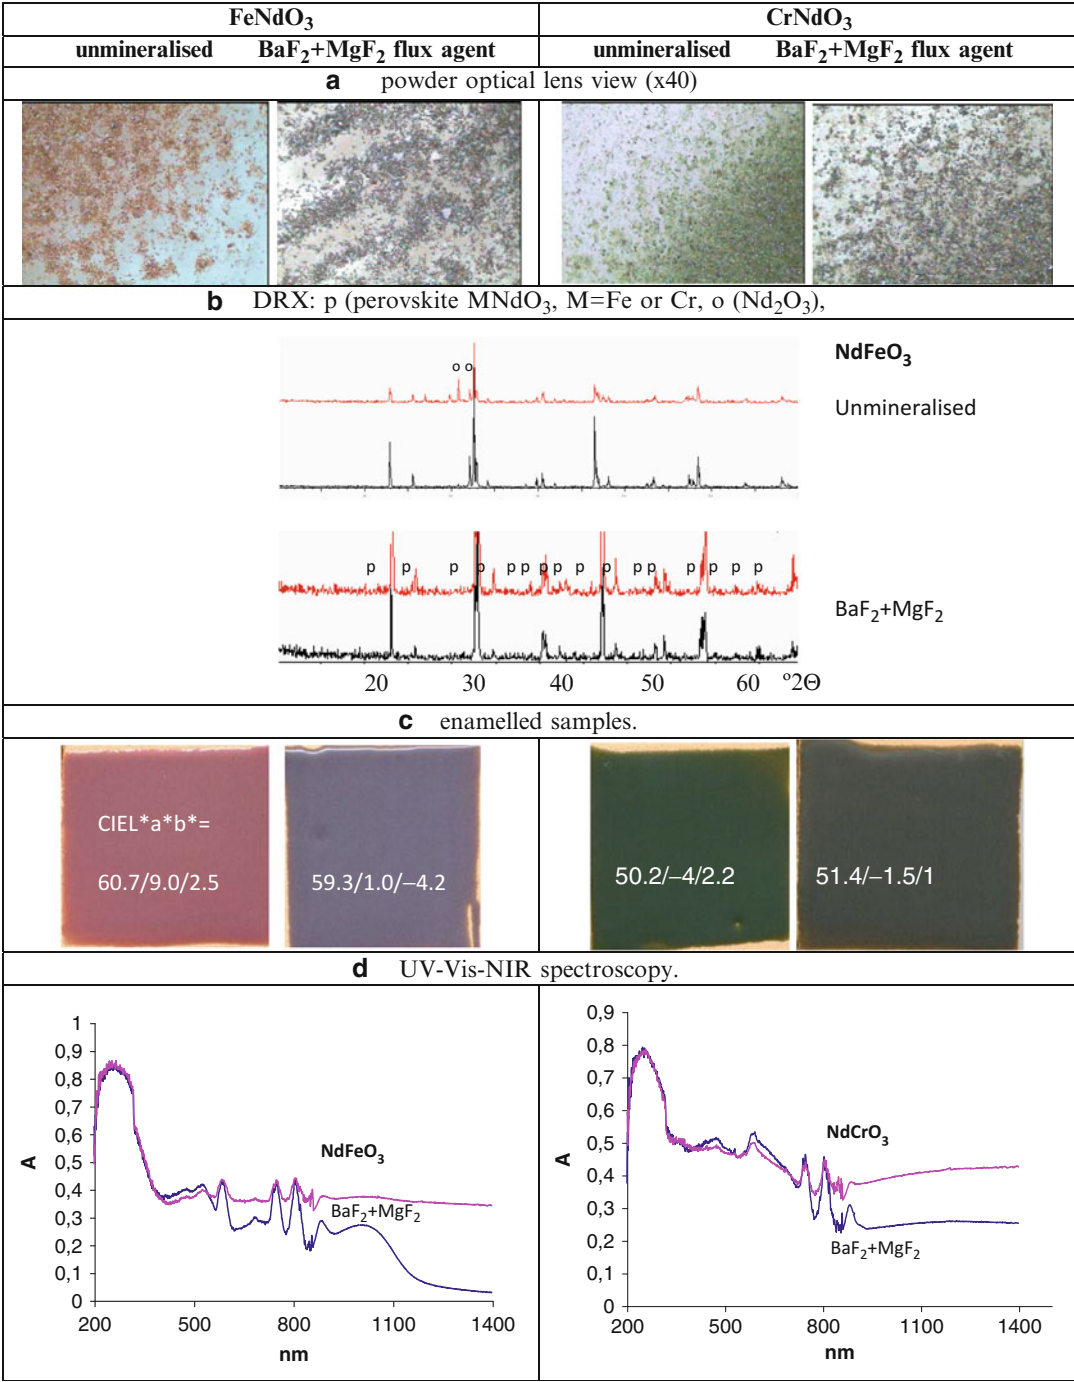 FeNdO₃ CrNdO₃
unmineralised BaF₂+MgF₂ flux agent unmineralised BaF₂+MgF₂ flux agent
a powder optical lens view (x40)
b DRX: p (perovskite MNdO₃, M=Fe or Cr, o (Nd₂O₃),
NdFeO₃
o o
Unmineralised
p p p p p p p p p p p p p p p p
BaF₂+MgF₂
20 30 40 50 60 º2Θ
c enamelled samples.
CIEL*a*b*=
60.7/9.0/2.5 59.3/1.0/–4.2 50.2/–4/2.2 51.4/–1.5/1
d UV-Vis-NIR spectroscopy.
1
0,9
0,8
0,7
0,6
0,5
0,4
0,3
0,2
0,1
0
A
NdFeO₃
BaF₂+MgF₂
200 500 800 1100 1400
nm
0,9
0,8
0,7
0,6
0,5
0,4
0,3
0,2
0,1
0
A
NdCrO₃
BaF₂+MgF₂
200 500 800 1100 1400
nm